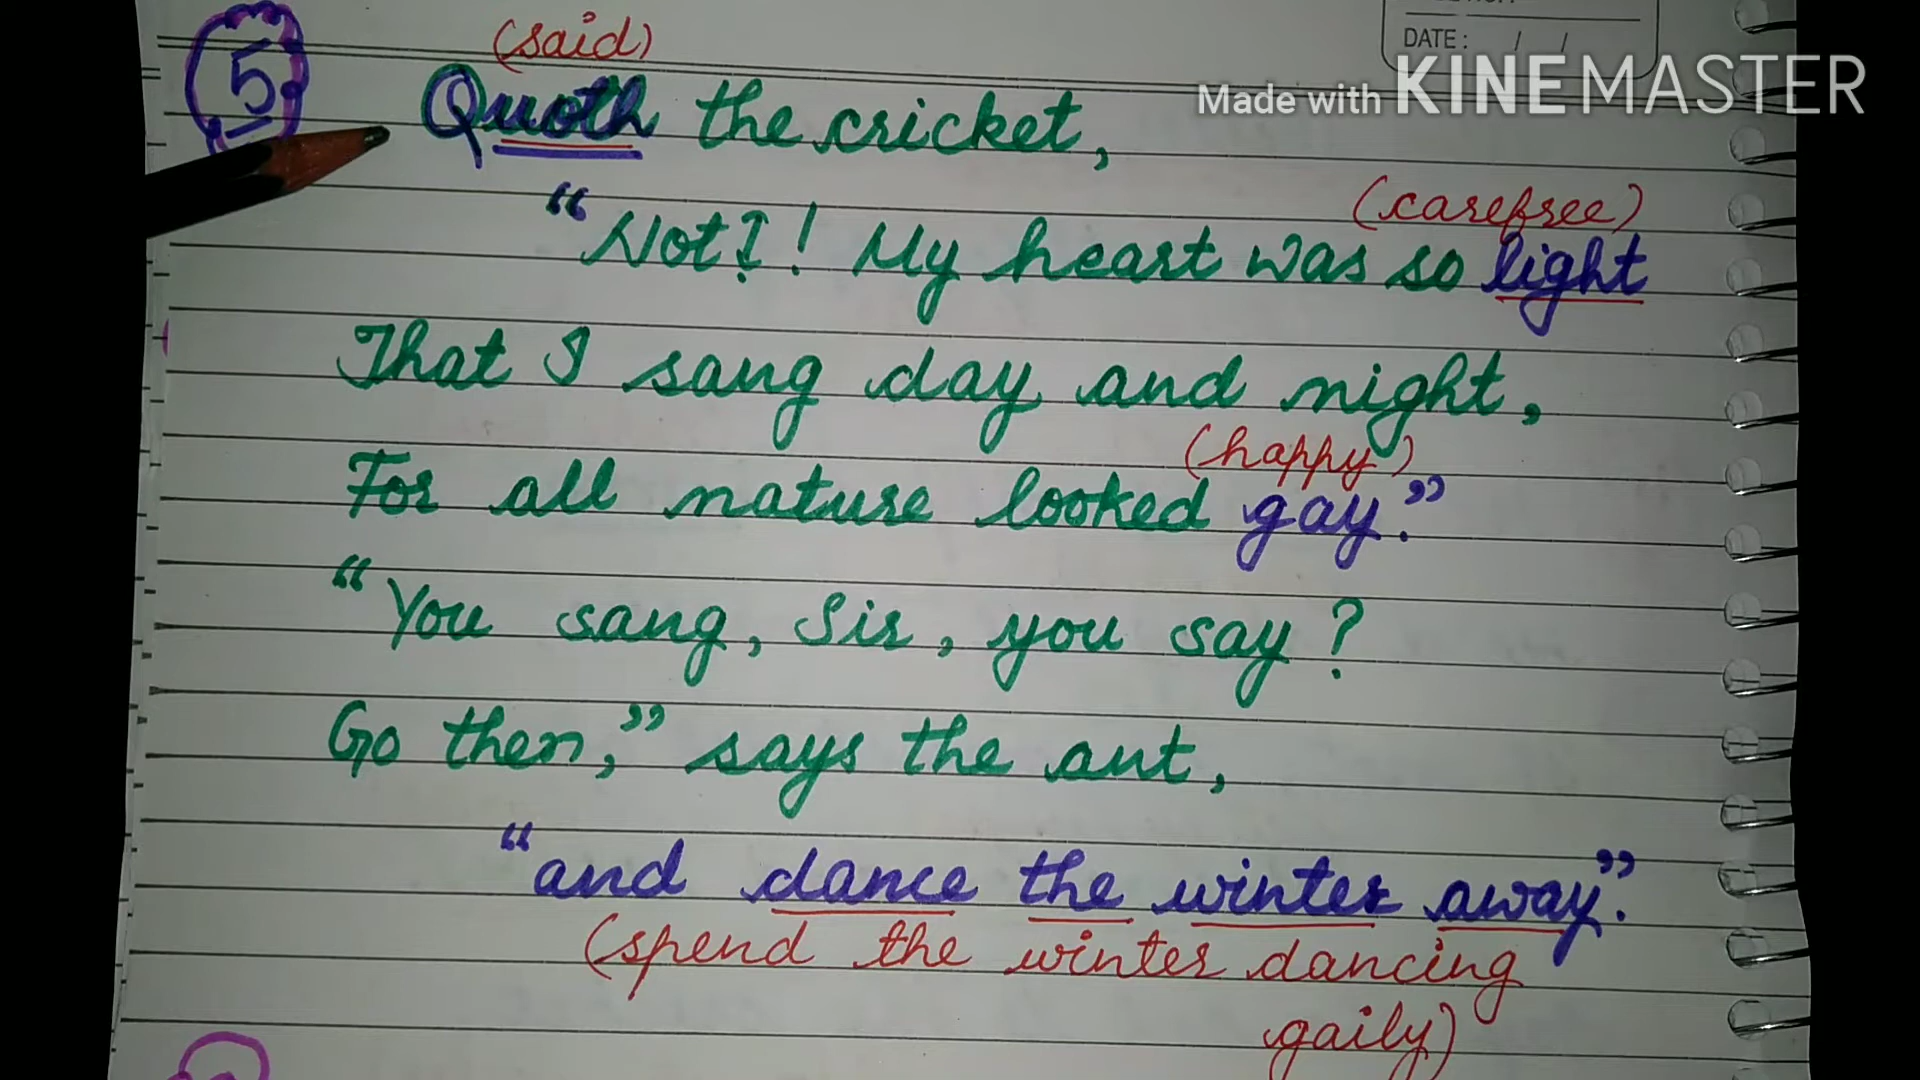 DATE: / /
Made with KINEMASTER
5
(said)
Quoth the cricket,
(carefree)
“Not I! My heart was so light
That I sang day and night,
(happy)
For all nature looked gay.”
“You sang, Sir, you say?
Go then,” says the ant,
“and dance the winter away”.
(spend the winter dancing
gaily)